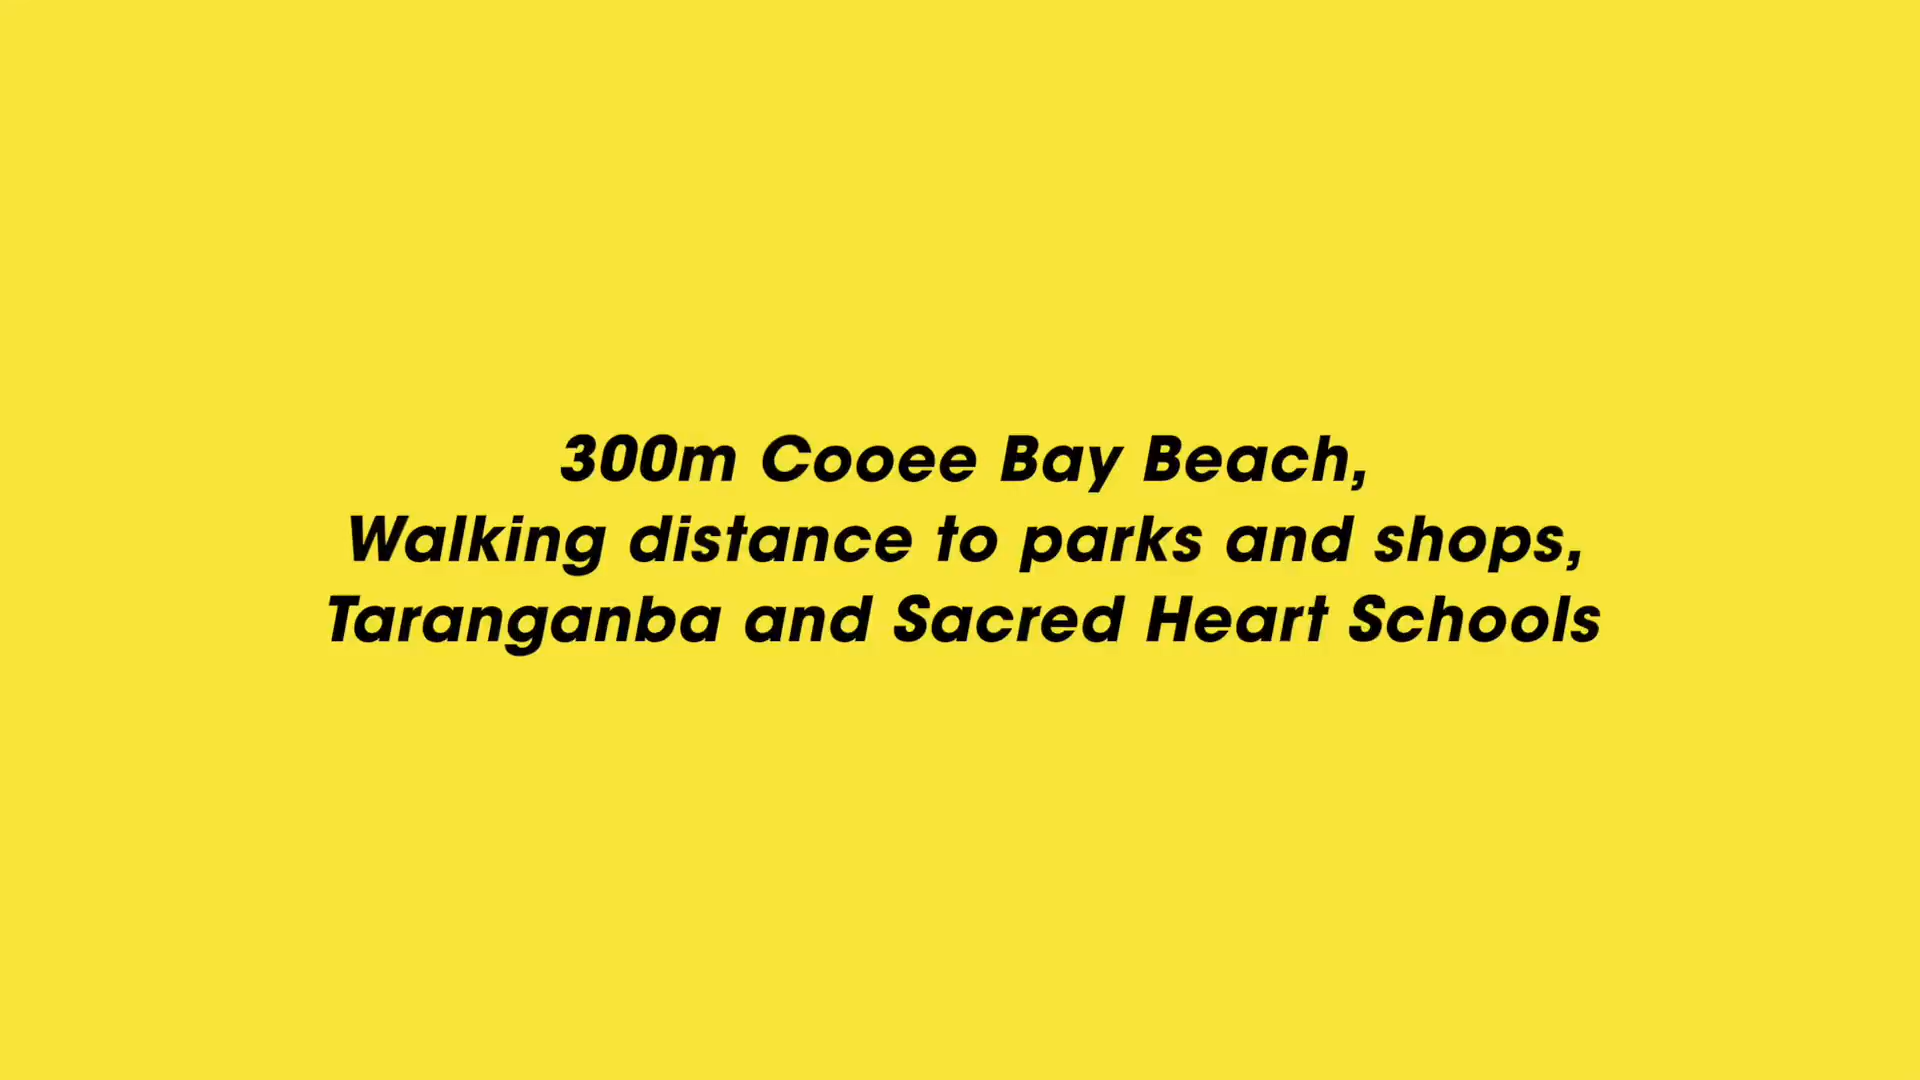 300m Cooee Bay Beach,
Walking distance to parks and shops,
Taranganba and Sacred Heart Schools